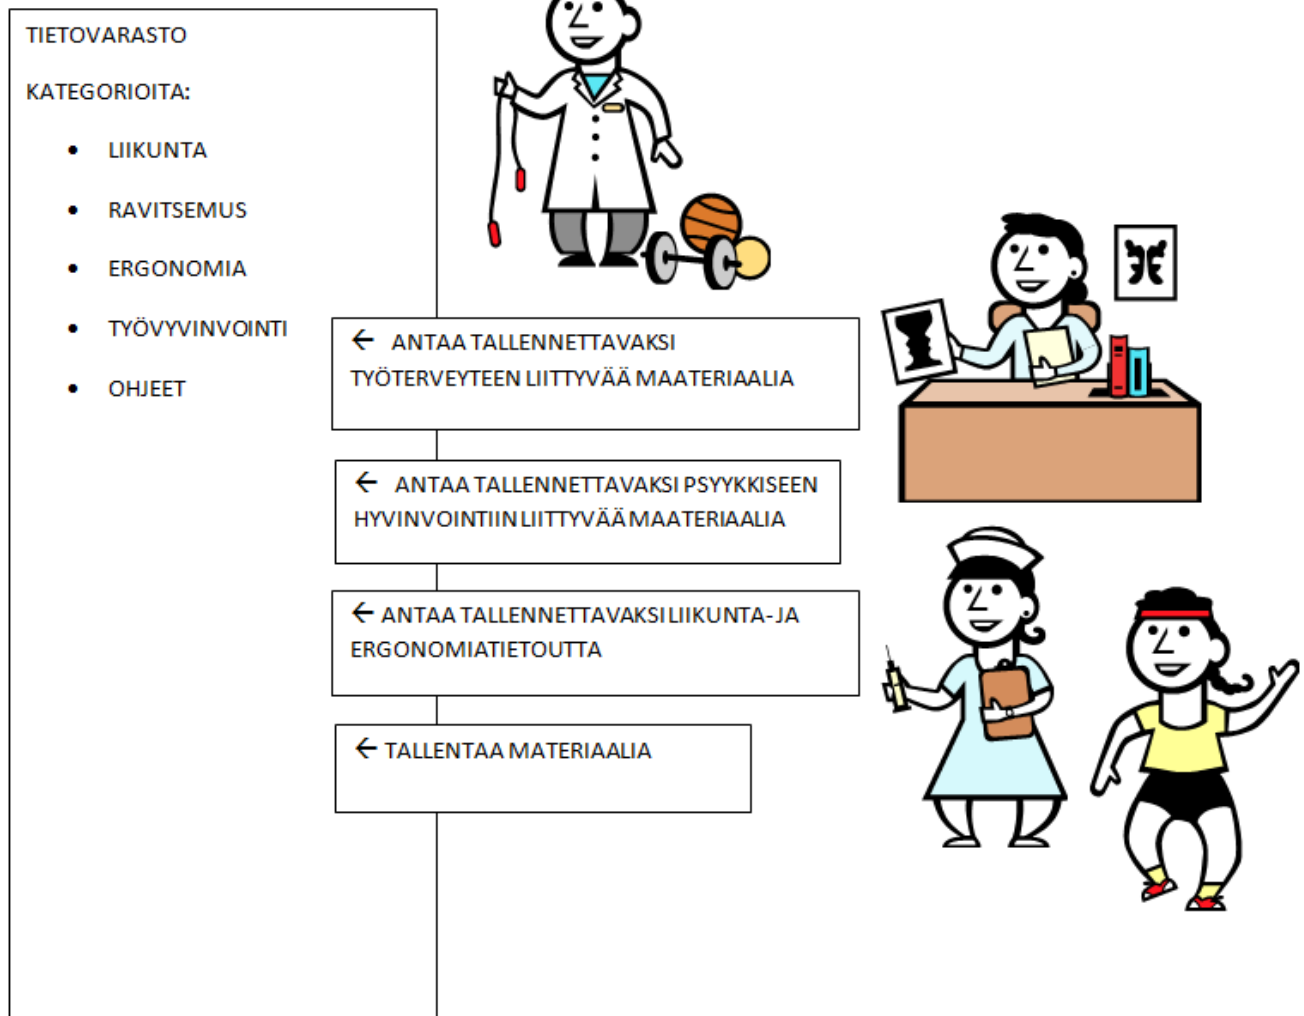 TIETOVARASTO
KATEGORIOITA:
• LIIKUNTA
• RAVITSEMUS
• ERGONOMIA
• TYÖVYVINVOINTI
• OHJEET
← ANTAA TALLENNETTAVAKSI
TYÖTERVEYTEEN LIITTYVÄÄ MAATERIAALIA
← ANTAA TALLENNETTAVAKSI PSYYKKISEEN
HYVINVOINTIIN LIITTYVÄÄ MAATERIAALIA
← ANTAA TALLENNETTAVAKSI LIIKUNTA- JA
ERGONOMIATIETOUTTA
← TALLENTAA MATERIAALIA